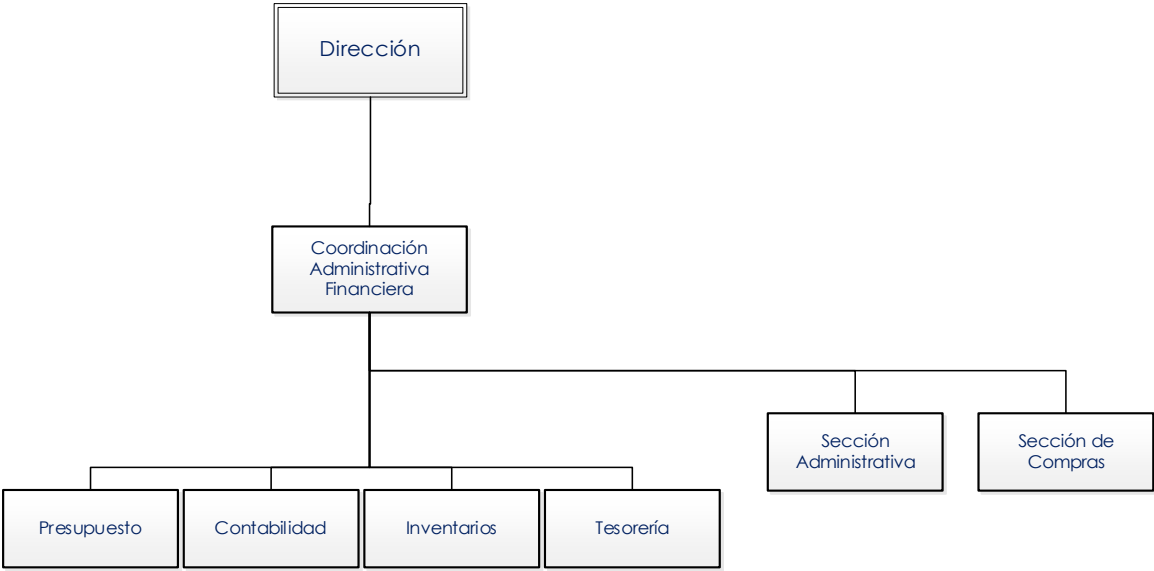 Dirección
Coordinación
Administrativa
Financiera
Sección
Administrativa
Sección de
Compras
Presupuesto
Contabilidad
Inventarios
Tesorería